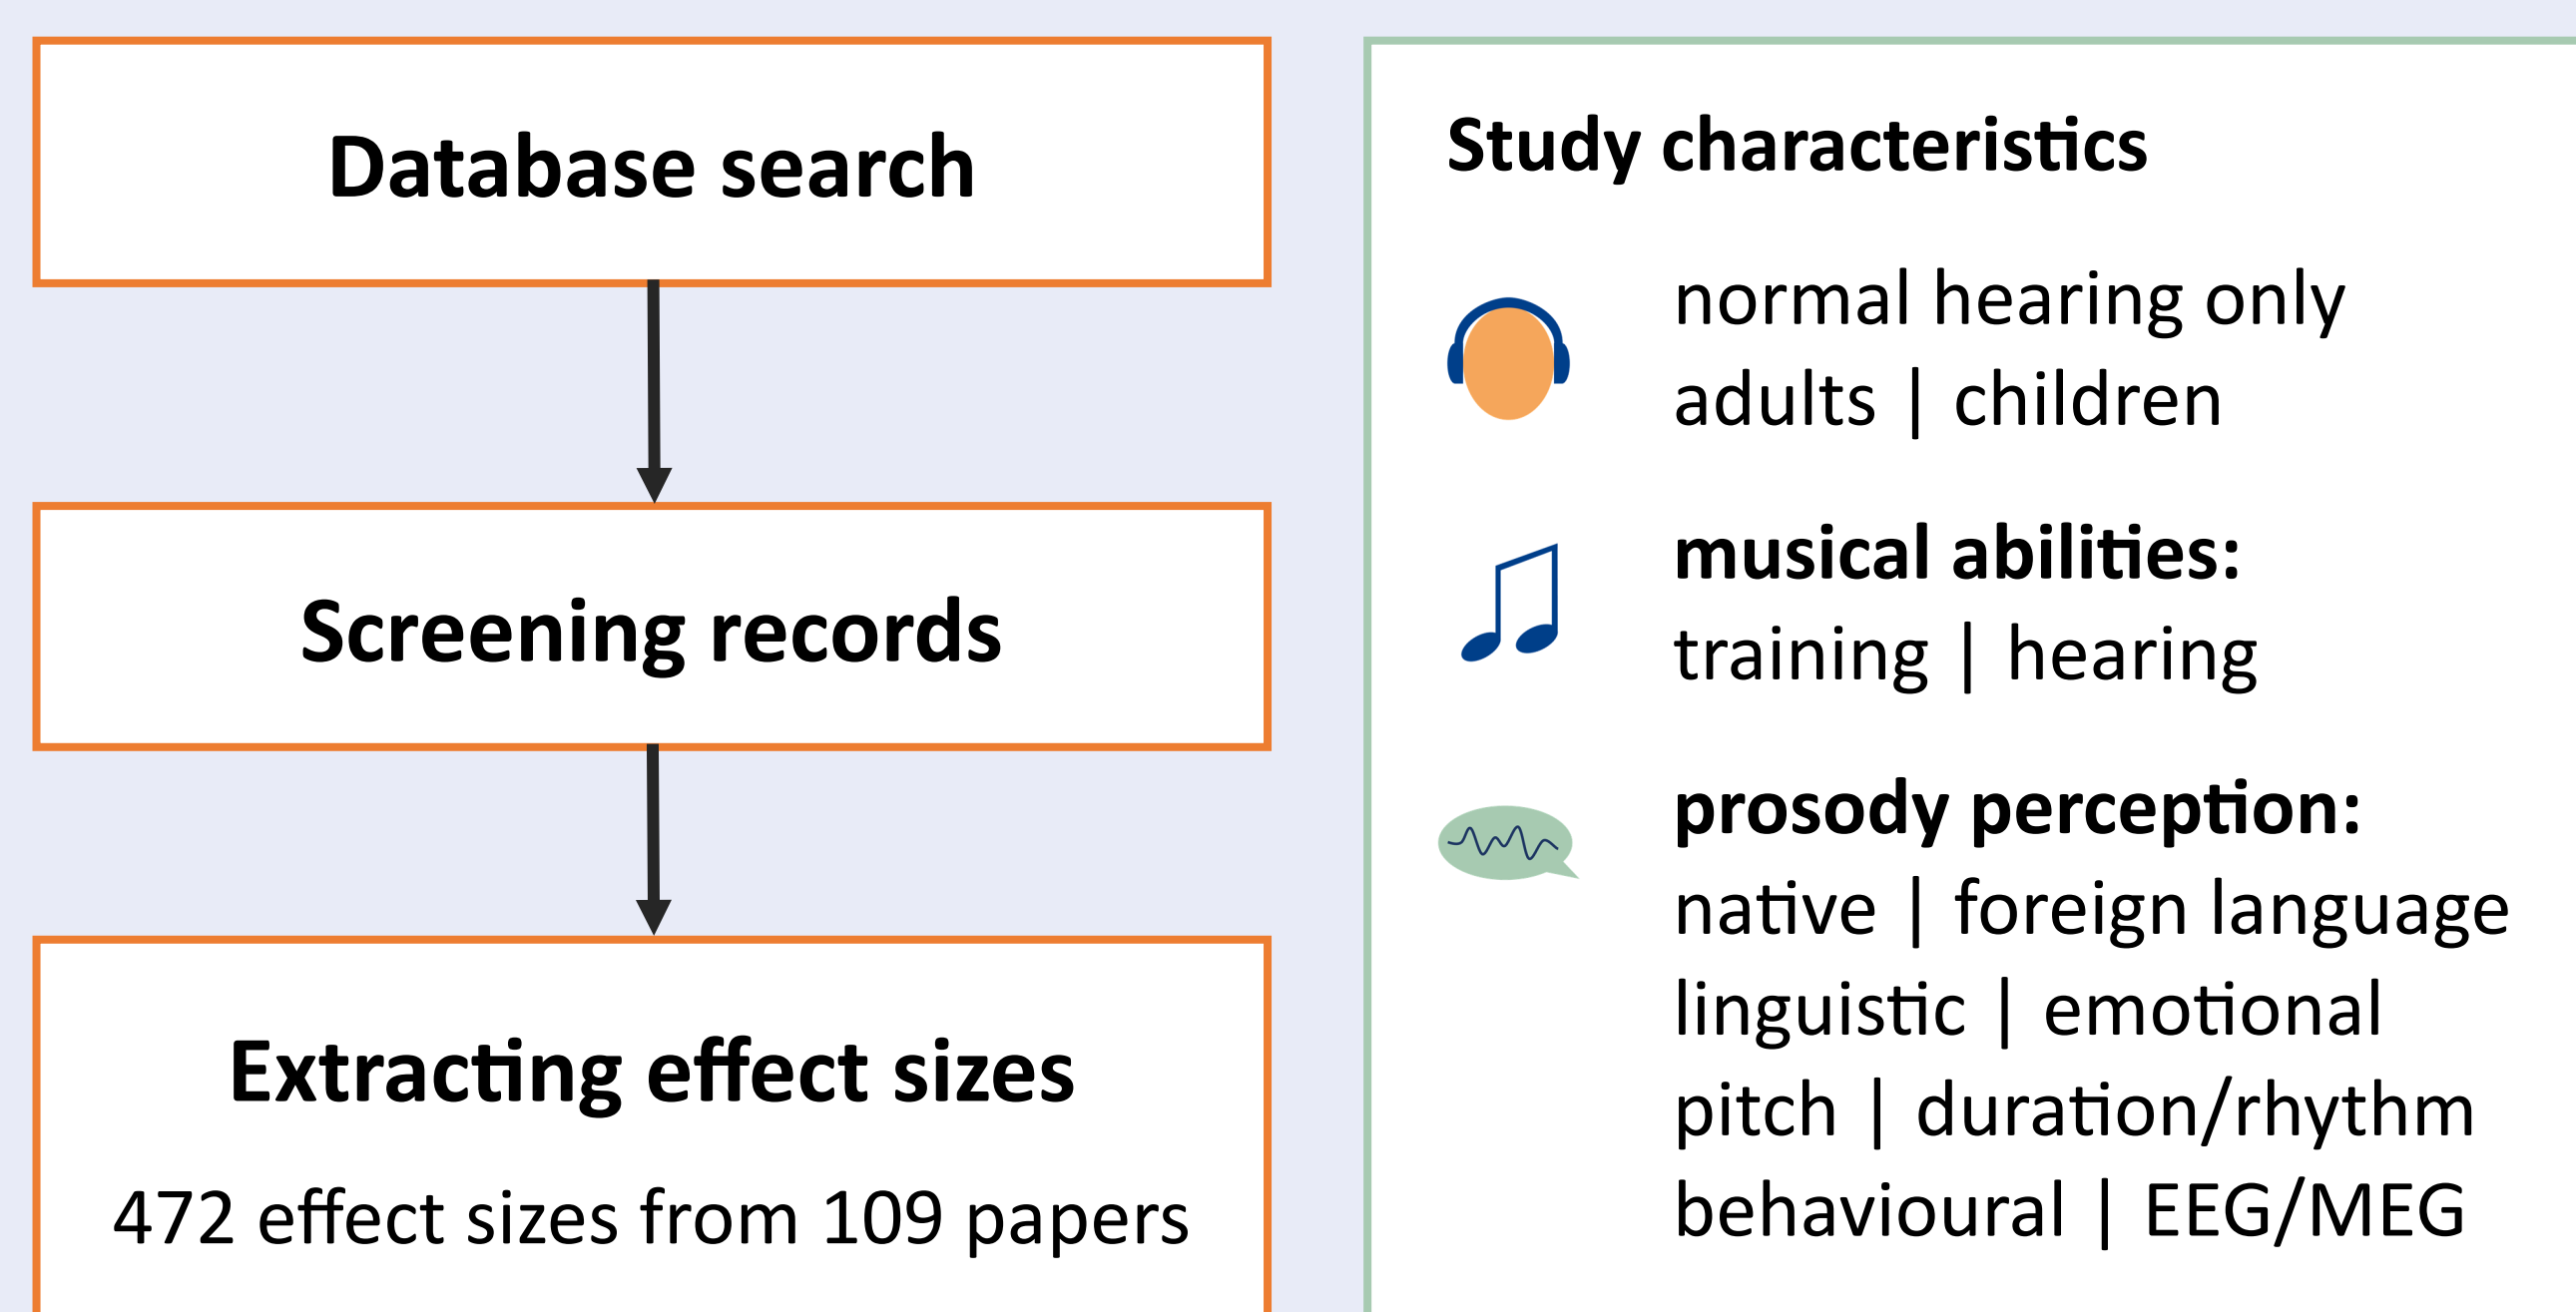 Database search
Screening records
Extracting effect sizes
472 effect sizes from 109 papers
Study characteristics
normal hearing only
adults | children
musical abilities:
training | hearing
prosody perception:
native | foreign language
linguistic | emotional
pitch | duration/rhythm
behavioural | EEG/MEG